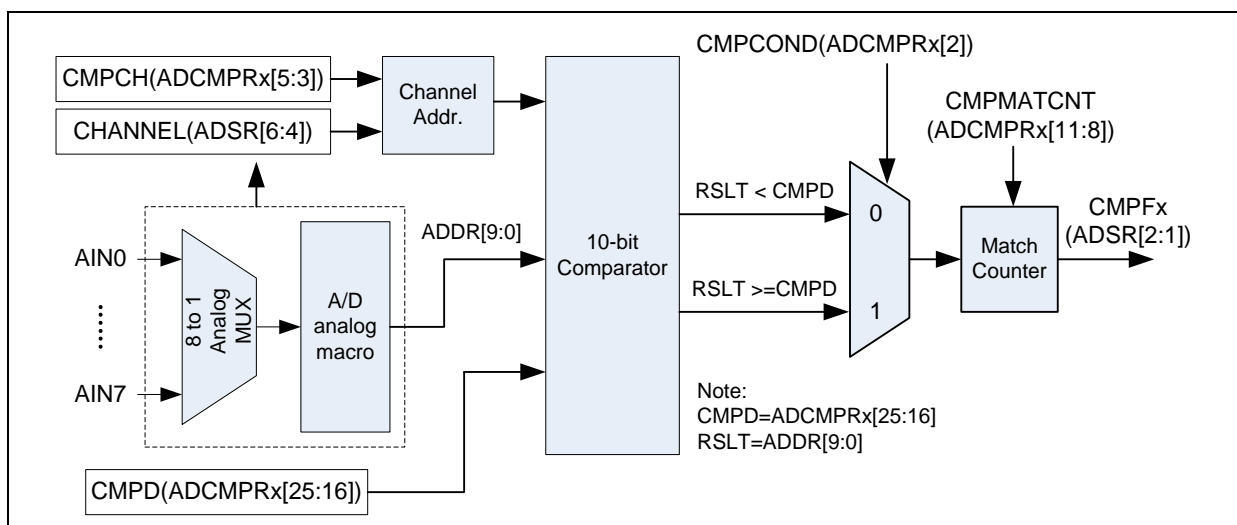 CMPCOND(ADCMPRx[2])
CMPCH(ADCMPRx[5:3])
CHANNEL(ADSR[6:4])
Channel
Addr.
CMPMATCNT
(ADCMPRx[11:8])
AIN0
......
AIN7
8 to 1
Analog
MUX
A/D
analog
macro
ADDR[9:0]
10-bit
Comparator
RSLT < CMPD
RSLT >=CMPD
0
1
Match
Counter
CMPFx
(ADSR[2:1])
Note:
CMPD=ADCMPRx[25:16]
RSLT=ADDR[9:0]
CMPD(ADCMPRx[25:16])